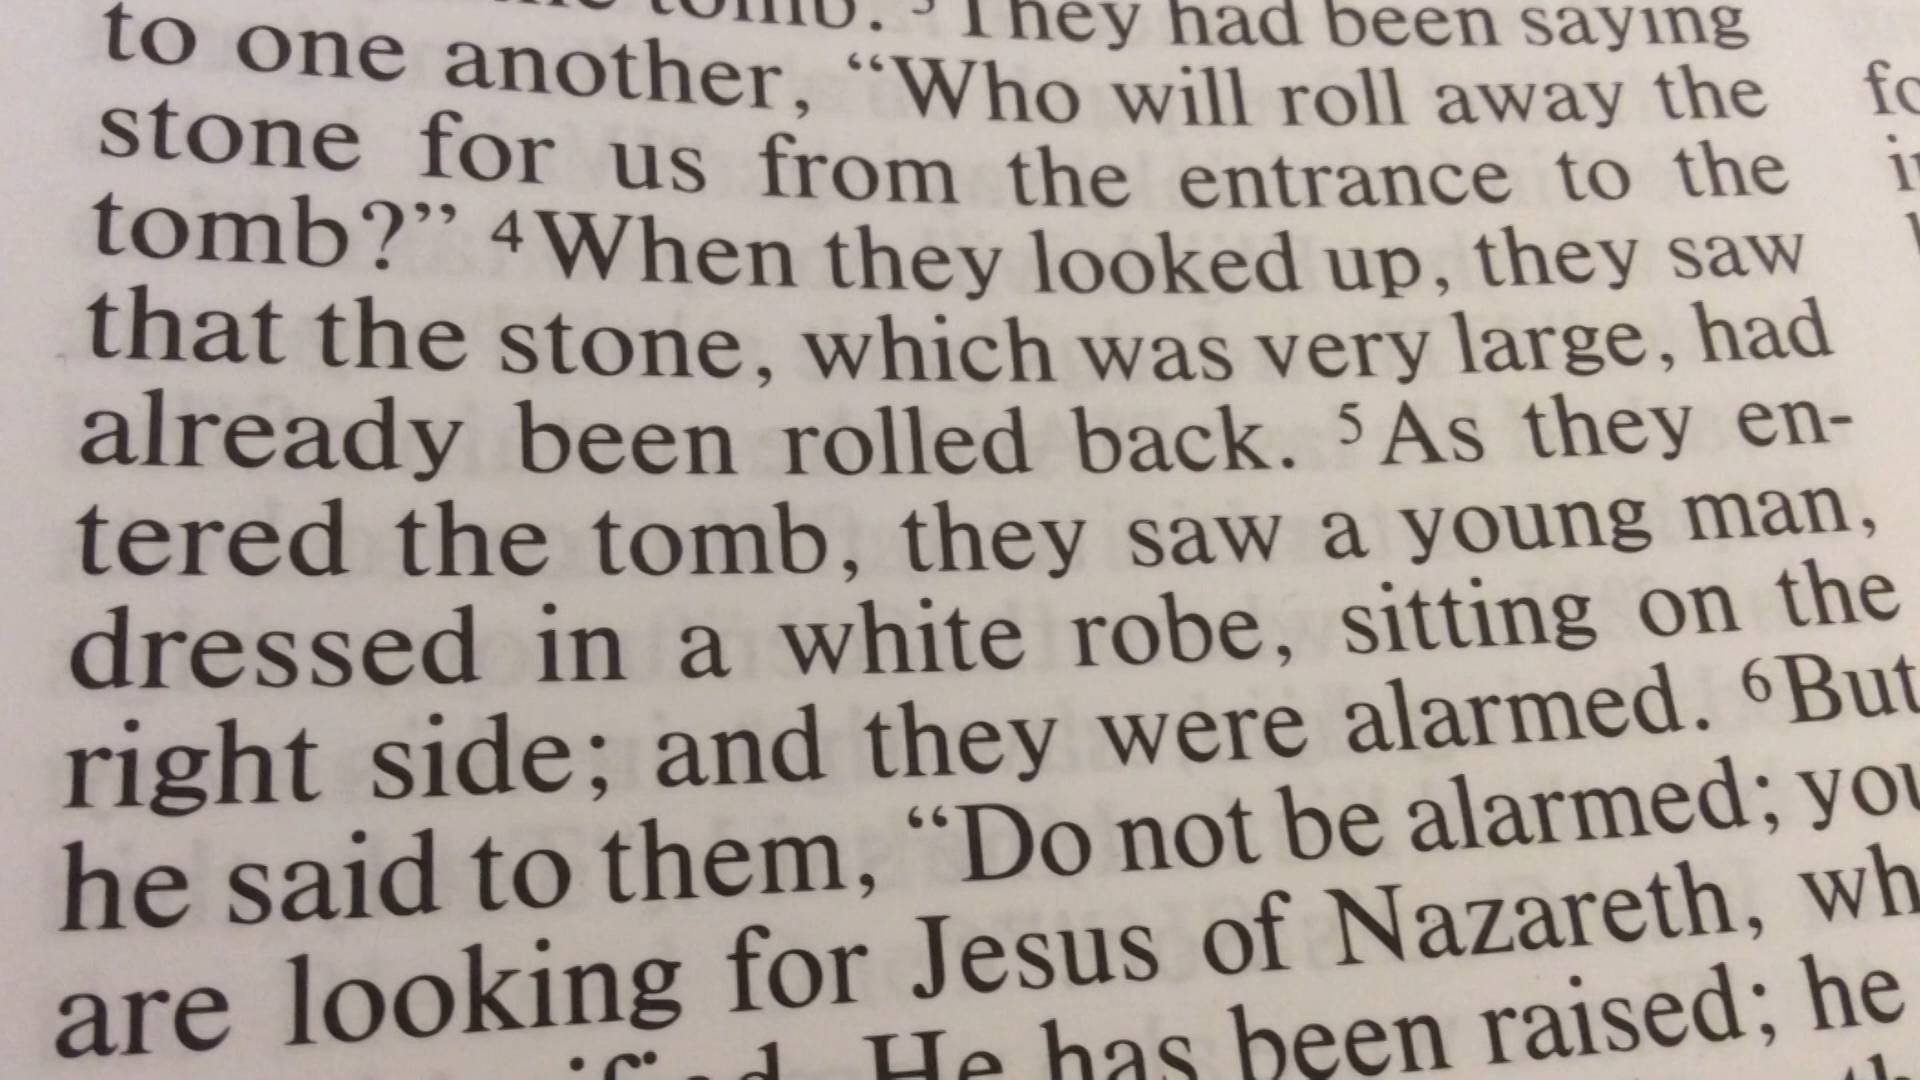 tomb. ³They had been saying
to one another, “Who will roll away the
stone for us from the entrance to the
tomb?” ⁴When they looked up, they saw
that the stone, which was very large, had
already been rolled back. ⁵As they en-
tered the tomb, they saw a young man,
dressed in a white robe, sitting on the
right side; and they were alarmed. ⁶But
he said to them, “Do not be alarmed; you
are looking for Jesus of Nazareth,
He has been raised; he